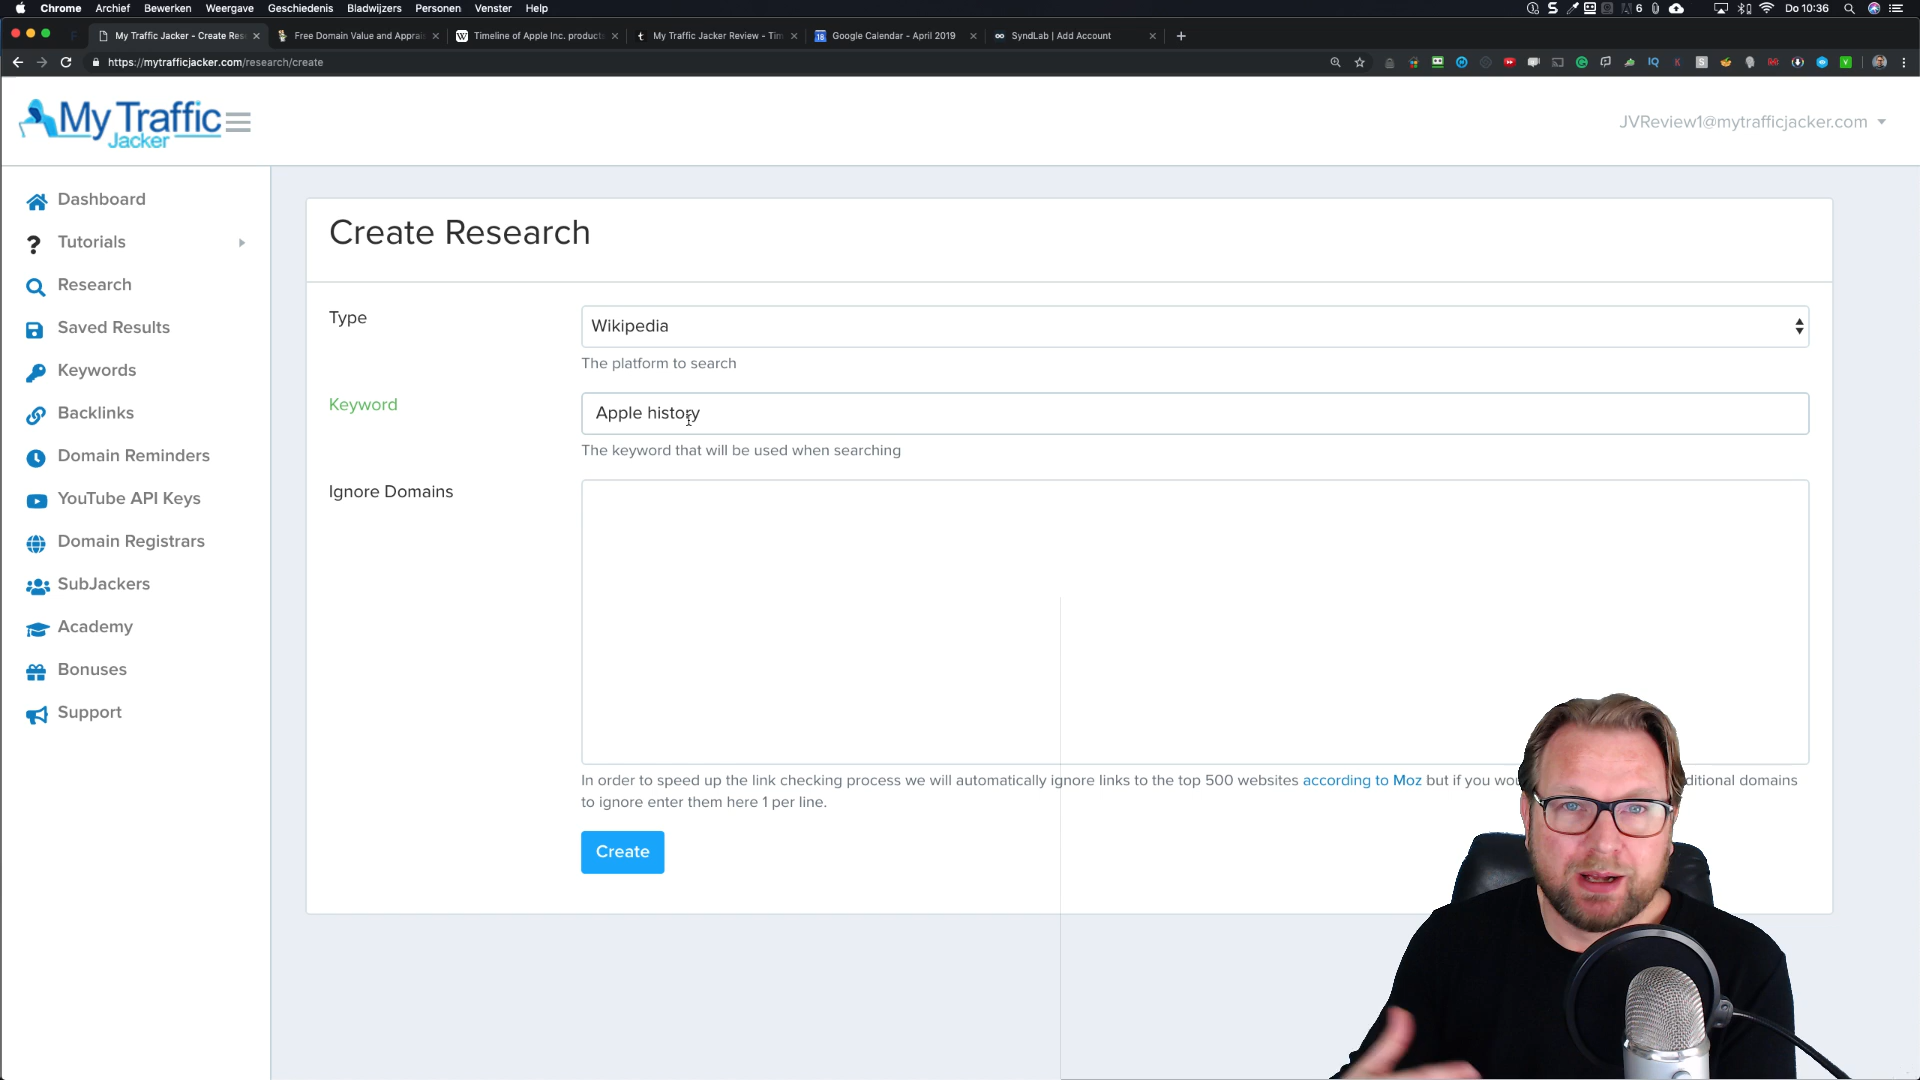 Chrome Archief Bewerken Weergave Geschiedenis Bladwijzers Personen Venster Help
6
Do 10:36
My Traffic Jacker - Create Res
Free Domain Value and Apprai
Timeline of Apple Inc. product
My Traffic Jacker Review - Tim
Google Calendar - April 2019
SyndLab | Add Account
https://mytrafficjacker.com/research/create
My Traffic
Jacker
JVReview1@mytrafficjacker.com
Dashboard
Tutorials
Research
Saved Results
Keywords
Backlinks
Domain Reminders
YouTube API Keys
Domain Registrars
SubJackers
Academy
Bonuses
Support
Create Research
Type
Wikipedia
The platform to search
Keyword
Apple history
The keyword that will be used when searching
Ignore Domains
In order to speed up the link checking process we will automatically ignore links to the top 500 websites according to Moz but if you wou ditional domains
to ignore enter them here 1 per line.
Create